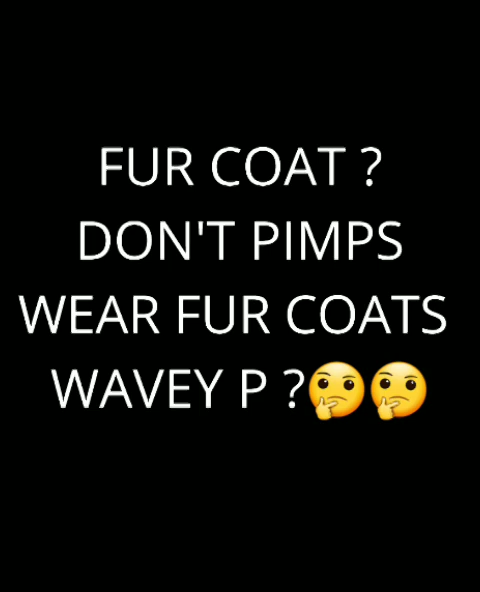 FUR COAT ?
DON'T PIMPS
WEAR FUR COATS
WAVEY P ?🤔🤔